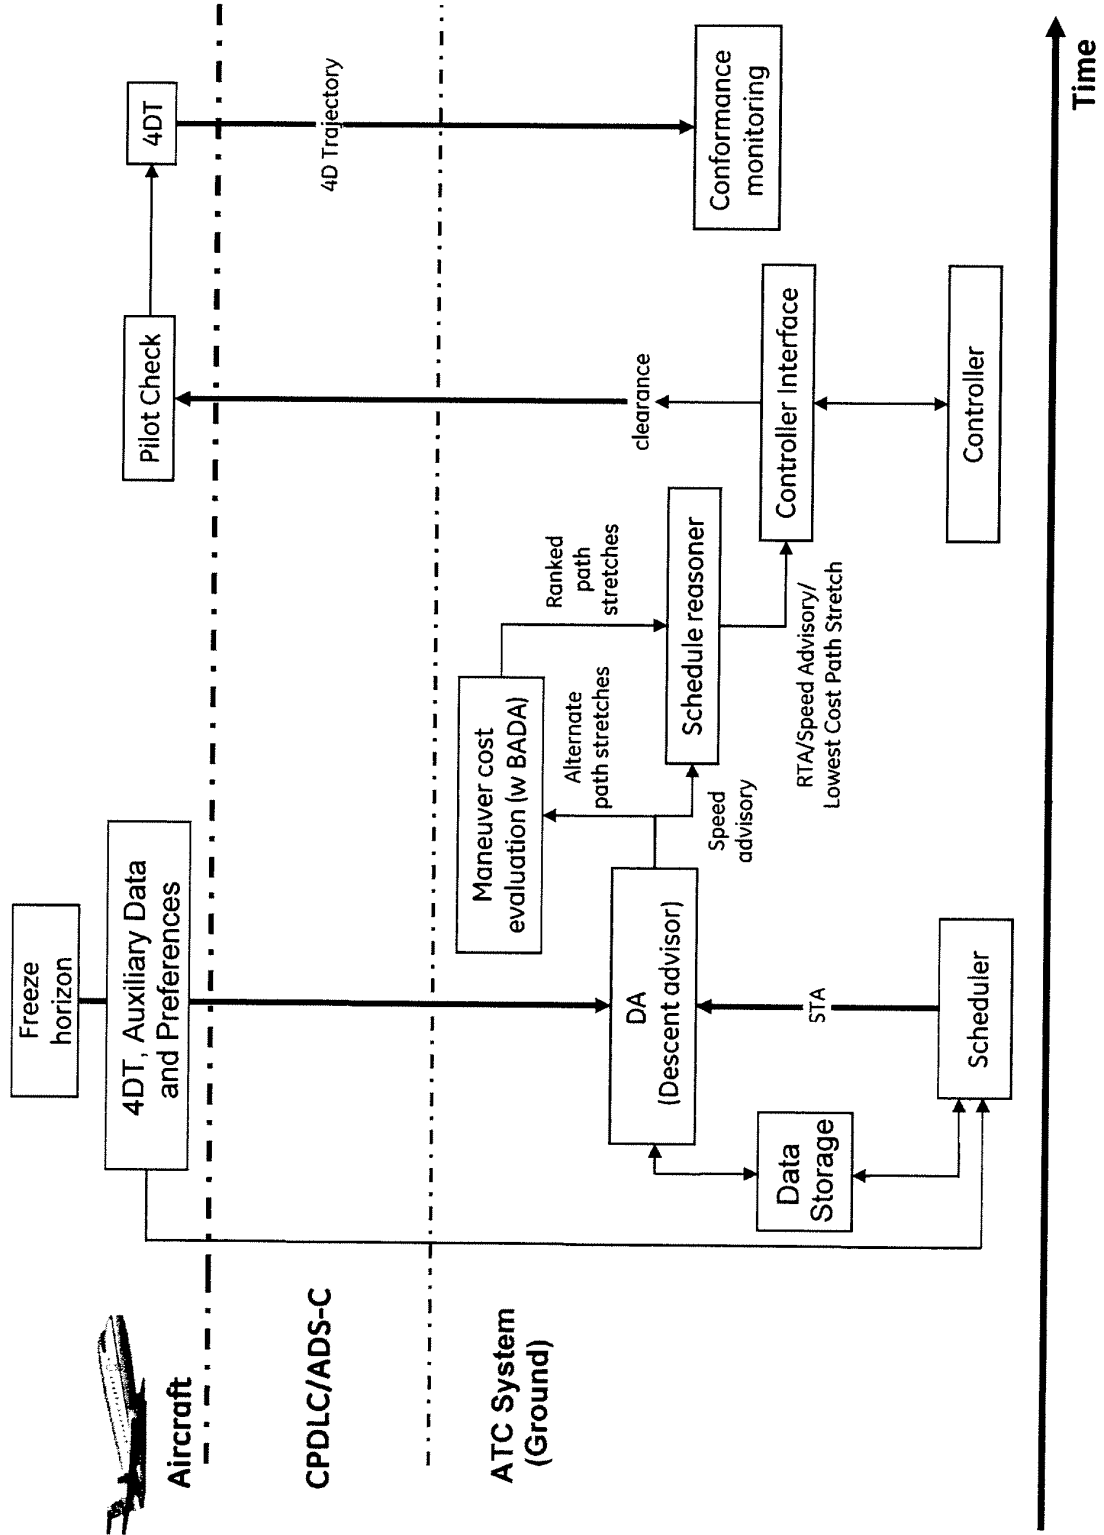 Freeze
horizon
4DT, Auxiliary Data
and Preferences
Pilot Check
4DT
Aircraft
CPDLC/ADS-C
4D Trajectory
ATC System
(Ground)
Maneuver cost
evaluation (w BADA)
Ranked
path
stretches
Alternate
path stretches
DA
(Descent advisor)
Speed
advisory
Schedule reasoner
clearance
Conformance
monitoring
Data
Storage
STA
RTA/Speed Advisory/
Lowest Cost Path Stretch
Controller Interface
Scheduler
Controller
Time